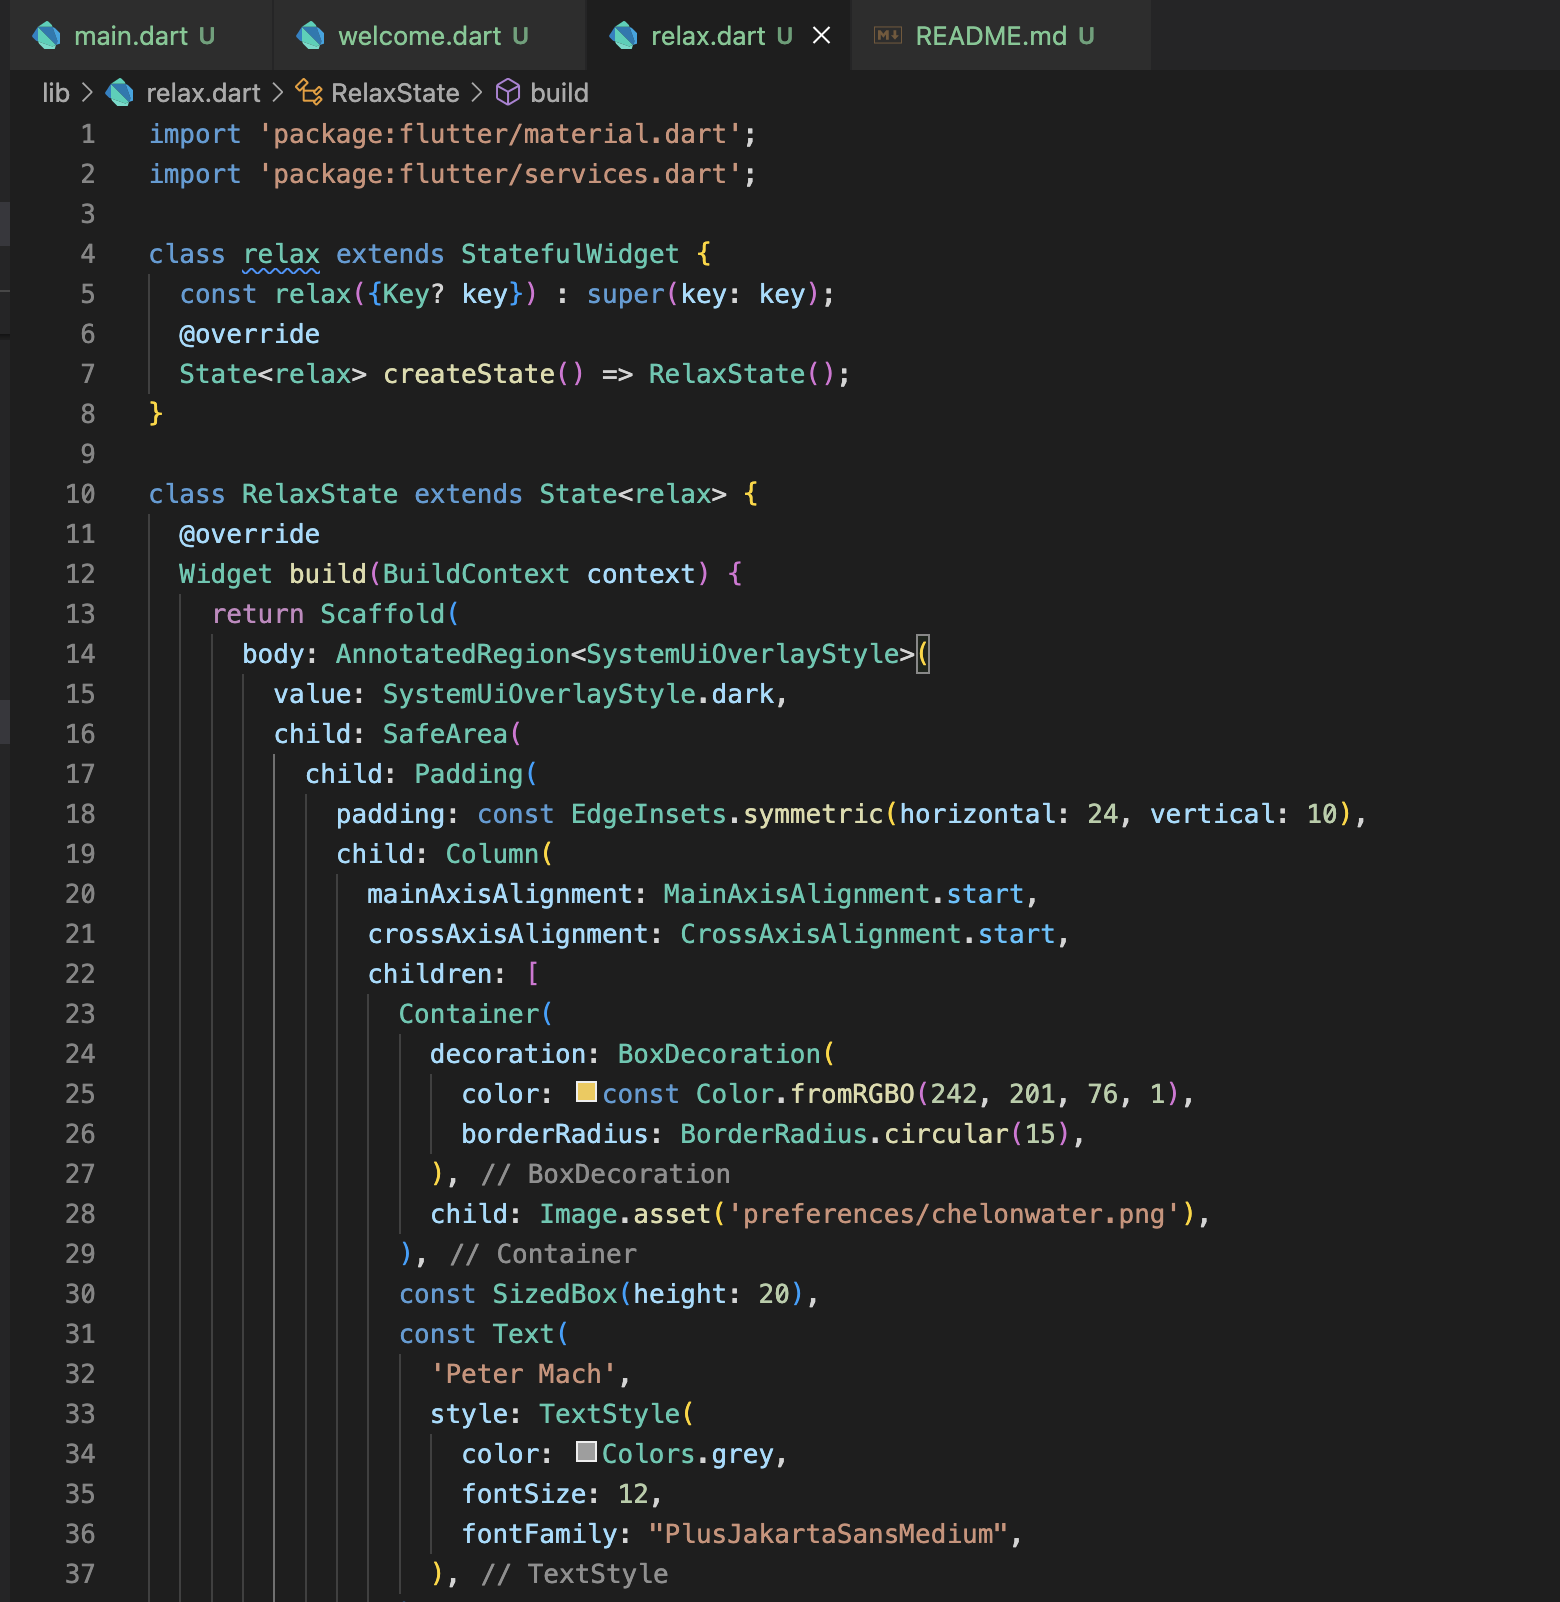 main.dart U welcome.dart U relax.dart U README.md U
lib > relax.dart > RelaxState > build
1 import 'package:flutter/material.dart';
2 import 'package:flutter/services.dart';
3
4 class relax extends StatefulWidget {
5   const relax({Key? key}) : super(key: key);
6   @override
7   State<relax> createState() => RelaxState();
8 }
9
10 class RelaxState extends State<relax> {
11   @override
12   Widget build(BuildContext context) {
13     return Scaffold(
14       body: AnnotatedRegion<SystemUiOverlayStyle>(
15         value: SystemUiOverlayStyle.dark,
16         child: SafeArea(
17           child: Padding(
18             padding: const EdgeInsets.symmetric(horizontal: 24, vertical: 10),
19             child: Column(
20               mainAxisAlignment: MainAxisAlignment.start,
21               crossAxisAlignment: CrossAxisAlignment.start,
22               children: [
23                 Container(
24                   decoration: BoxDecoration(
25                     color: const Color.fromRGBO(242, 201, 76, 1),
26                     borderRadius: BorderRadius.circular(15),
27                   ), // BoxDecoration
28                   child: Image.asset('preferences/chelonwater.png'),
29                 ), // Container
30                 const SizedBox(height: 20),
31                 const Text(
32                   'Peter Mach',
33                   style: TextStyle(
34                     color: Colors.grey,
35                     fontSize: 12,
36                     fontFamily: "PlusJakartaSansMedium",
37                   ), // TextStyle